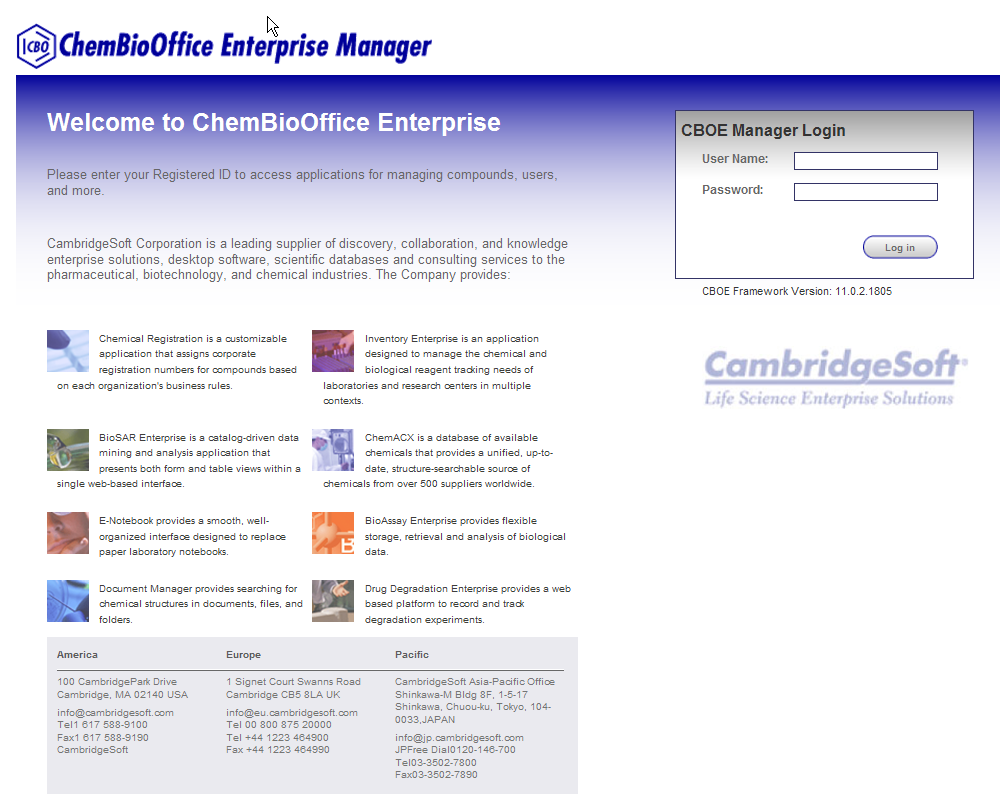 ICBO ChemBioOffice Enterprise Manager
Welcome to ChemBioOffice Enterprise
Please enter your Registered ID to access applications for managing compounds, users,
and more.
CambridgeSoft Corporation is a leading supplier of discovery, collaboration, and knowledge
enterprise solutions, desktop software, scientific databases and consulting services to the
pharmaceutical, biotechnology, and chemical industries. The Company provides:
CBOE Manager Login
User Name:
Password:
Log in
CBOE Framework Version: 11.0.2.1805
CambridgeSoft®
Life Science Enterprise Solutions
Chemical Registration is a customizable
application that assigns corporate
registration numbers for compounds based
on each organization's business rules.
Inventory Enterprise is an application
designed to manage the chemical and
biological reagent tracking needs of
laboratories and research centers in multiple
contexts.
BioSAR Enterprise is a catalog-driven data
mining and analysis application that
presents both form and table views within a
single web-based interface.
ChemACX is a database of available
chemicals that provides a unified, up-to-
date, structure-searchable source of
chemicals from over 500 suppliers worldwide.
E-Notebook provides a smooth, well-
organized interface designed to replace
paper laboratory notebooks.
B
BioAssay Enterprise provides flexible
storage, retrieval and analysis of biological
data.
Document Manager provides searching for
chemical structures in documents, files, and
folders.
Drug Degradation Enterprise provides a web
based platform to record and track
degradation experiments.
America
100 CambridgePark Drive
Cambridge, MA 02140 USA
info@cambridgesoft.com
Tel1 617 588-9100
Fax1 617 588-9190
CambridgeSoft
Europe
1 Signet Court Swanns Road
Cambridge CB5 8LA UK
info@eu.cambridgesoft.com
Tel 00 800 875 20000
Tel +44 1223 464900
Fax +44 1223 464990
Pacific
CambridgeSoft Asia-Pacific Office
Shinkawa-M Bldg 8F, 1-5-17
Shinkawa, Chuou-ku, Tokyo, 104-
0033,JAPAN
info@jp.cambridgesoft.com
JPFree Dial0120-146-700
Tel03-3502-7800
Fax03-3502-7890